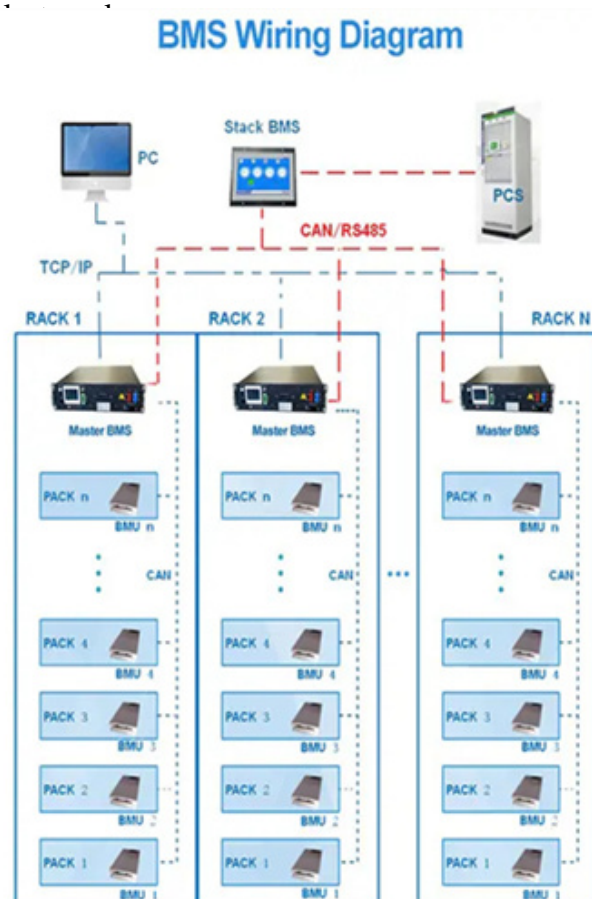 BMS Wiring Diagram
Stack BMS
PC
PCS
CAN/RS485
TCP/IP
RACK 1 RACK 2 RACK N
Master BMS Master BMS Master BMS
PACK n PACK n PACK n
BMU n BMU n BMU n
CAN CAN ... CAN
PACK 4 PACK 4 PACK 4
BMU 4 BMU 4 BMU 4
PACK 3 PACK 3 PACK 3
BMU 3 BMU 3 BMU 3
PACK 2 PACK 2 PACK 2
BMU 2 BMU 2 BMU 2
PACK 1 PACK 1 PACK 1
BMU 1 BMU 1 BMU 1